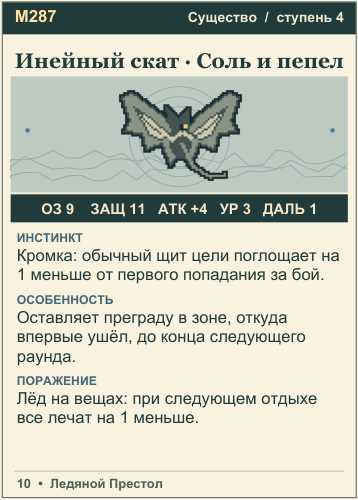 M287
Существо / ступень 4
Инейный скат · Соль и пепел
ОЗ 9 ЗАЩ 11 АТК +4 УР 3 ДАЛЬ 1
ИНСТИНКТ
Кромка: обычный щит цели поглощает на
1 меньше от первого попадания за бой.
ОСОБЕННОСТЬ
Оставляет преграду в зоне, откуда
впервые ушёл, до конца следующего
раунда.
ПОРАЖЕНИЕ
Лёд на вещах: при следующем отдыхе
все лечат на 1 меньше.
10 • Ледяной Престол